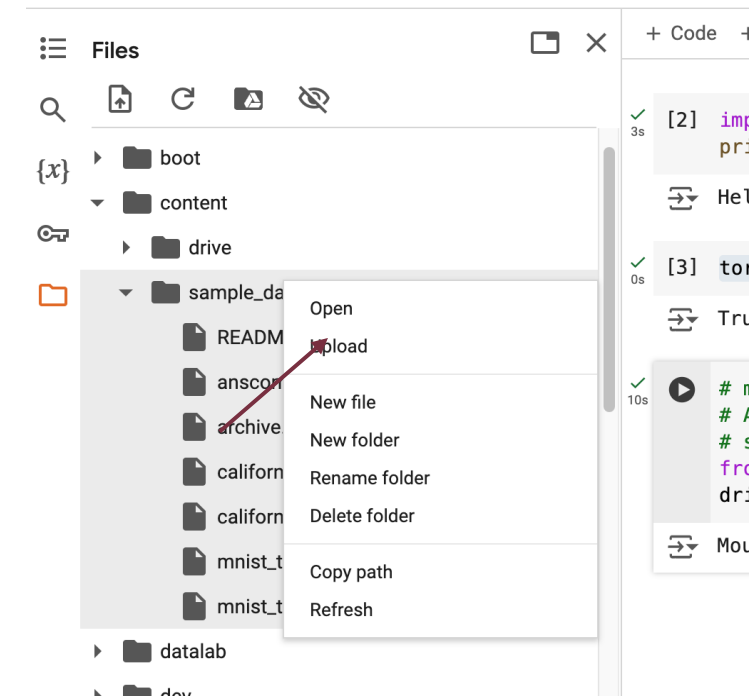 Files
+ Code
{x}
boot
content
drive
sample_da
READM
anscon
archive.
californ
californ
mnist_t
mnist_t
datalab
dev
Open
Upload
New file
New folder
Rename folder
Delete folder
Copy path
Refresh
3s
[2] imp
pri
Hel
0s
[3] tor
Tru
10s
# m
# A
# s
fro
dri
Mou